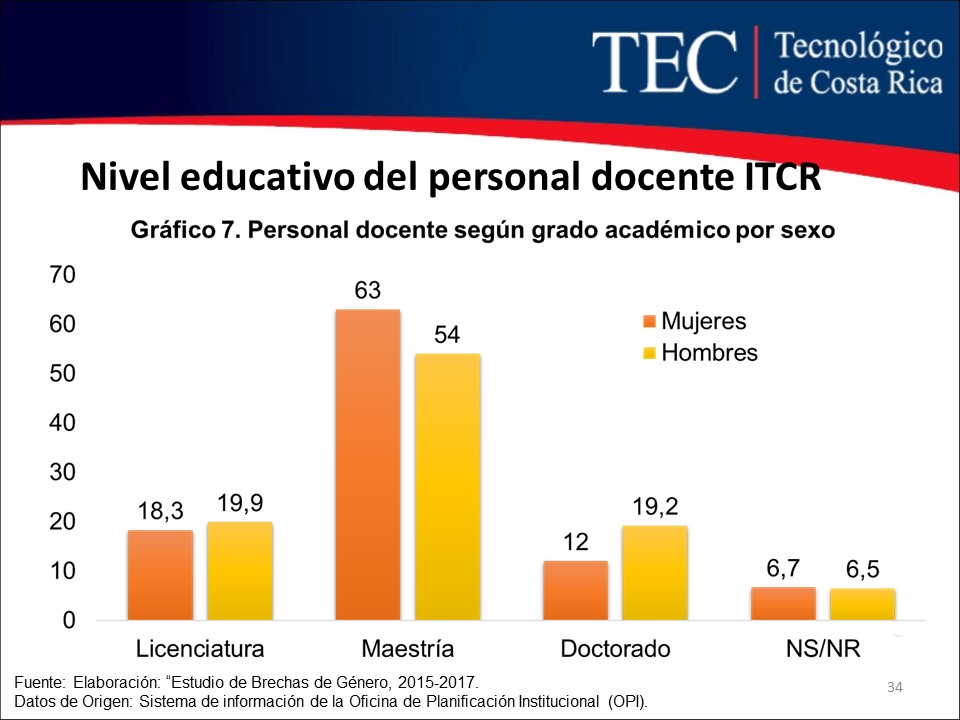 TEC | Tecnológico
de Costa Rica
Nivel educativo del personal docente ITCR
Gráfico 7. Personal docente según grado académico por sexo
70
60
50
40
30
20
10
0
63
54
18,3
19,9
12
19,2
6,7
6,5
Mujeres
Hombres
Licenciatura
Maestría
Doctorado
NS/NR
Fuente: Elaboración: “Estudio de Brechas de Género, 2015-2017.
Datos de Origen: Sistema de información de la Oficina de Planificación Institucional (OPI).
34